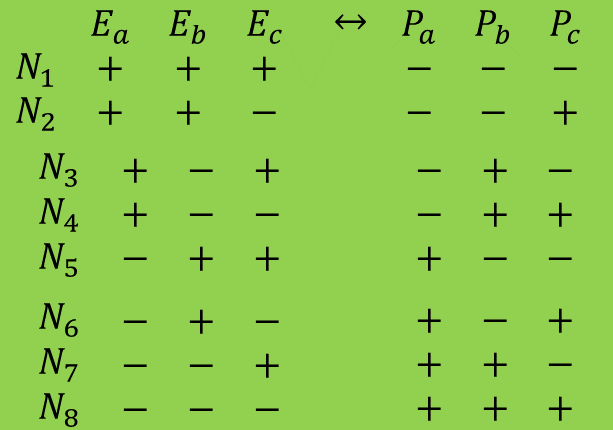 E_a E_b E_c ↔ P_a P_b P_c
N_1 + + + − − −
N_2 + + − − − +
N_3 + − + − + −
N_4 + − − − + +
N_5 − + + + − −
N_6 − + − + − +
N_7 − − + + + −
N_8 − − − + + +